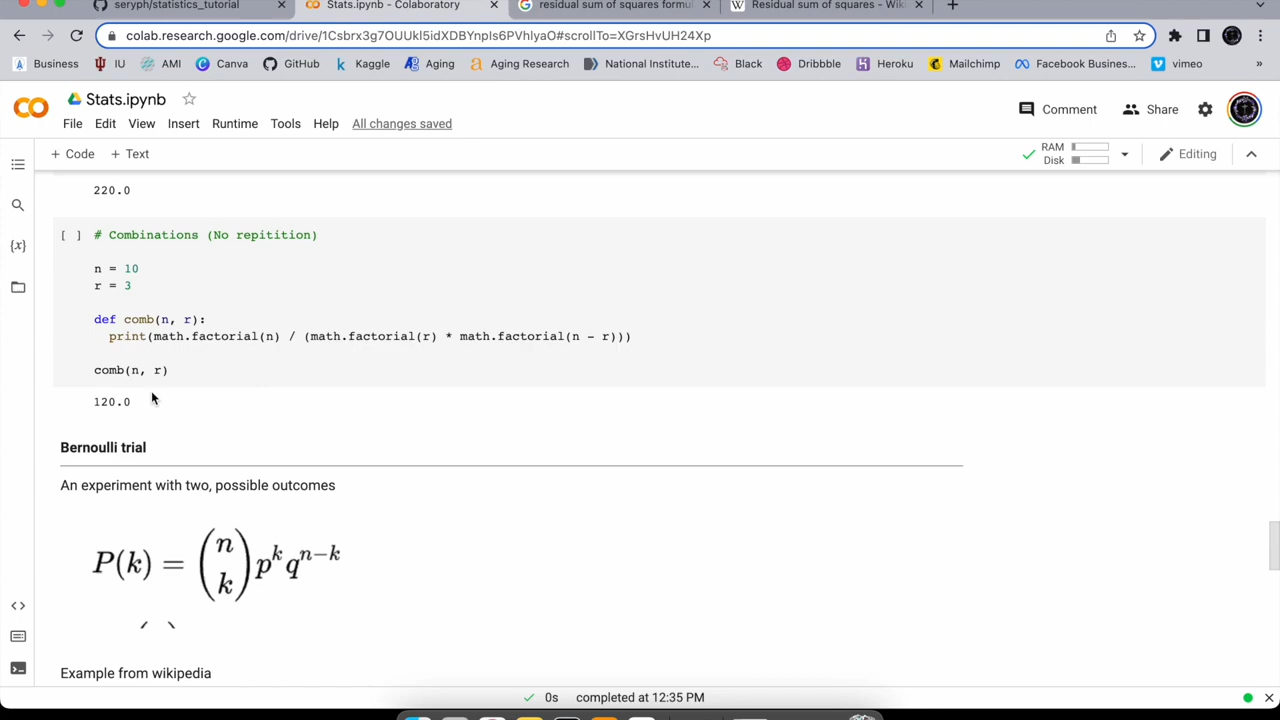 seryph/statistics_tutorial
Stats.ipynb - Colaboratory
residual sum of squares formul
Residual sum of squares - Wiki
colab.research.google.com/drive/1Csbrx3g7OUUkl5idXDBYnpIs6PVhlyaO#scrollTo=XGrsHvUH24Xp
Business IU AMI Canva GitHub Kaggle Aging Aging Research National Institute... Black Dribbble Heroku Mailchimp Facebook Busines... vimeo »
Stats.ipynb
Comment Share
File Edit View Insert Runtime Tools Help All changes saved
+ Code + Text
RAM
Disk
Editing
220.0
[ ] # Combinations (No repitition)
n = 10
r = 3
def comb(n, r):
print(math.factorial(n) / (math.factorial(r) * math.factorial(n - r)))
comb(n, r)
120.0
Bernoulli trial
An experiment with two, possible outcomes
P(k) = (n k) p^k q^{n-k}
Example from wikipedia
0s completed at 12:35 PM